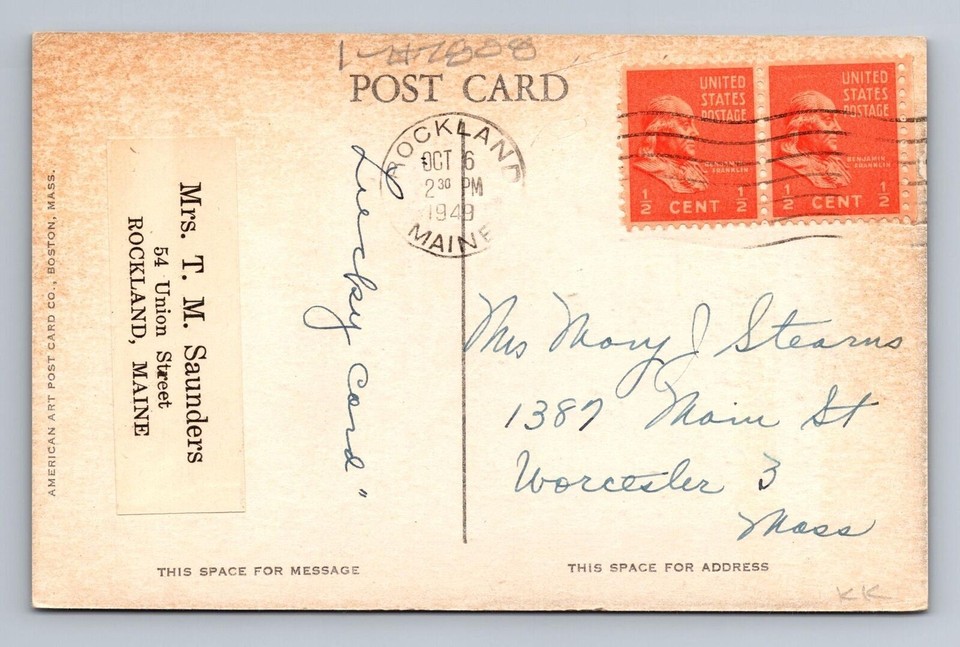 POST CARD
UNITED
STATES
POSTAGE
BENJAMIN
FRANKLIN
1/2 CENT 1/2
UNITED
STATES
POSTAGE
BENJAMIN
FRANKLIN
1/2 CENT 1/2
ROCKLAND
OCT 6
2 30 PM
1949
MAINE
AMERICAN ART POST CARD CO., BOSTON, MASS.
Mrs. T. M. Saunders
54 Union Street
ROCKLAND, MAINE
Lucky Card"
Mrs Mary J Stearns
1387 Main St
Worcester 3
Mass
THIS SPACE FOR MESSAGE
THIS SPACE FOR ADDRESS
KK